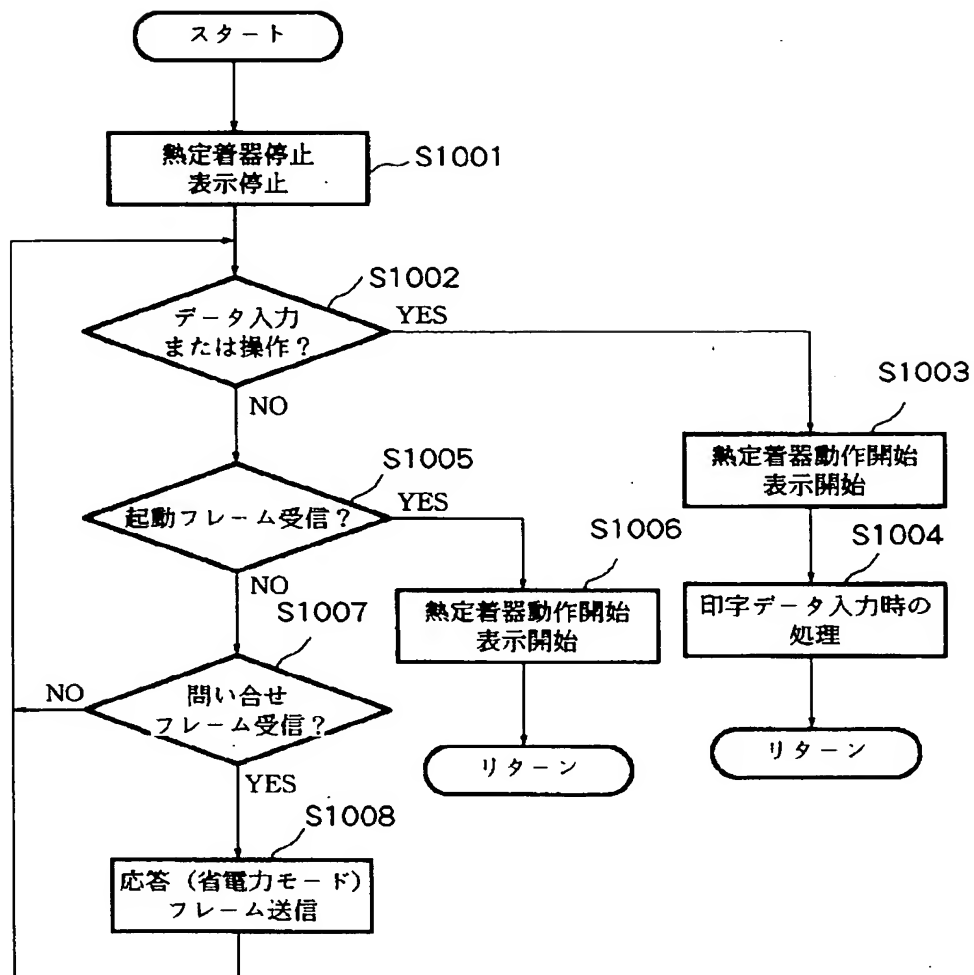 スタート
熱定着器停止
表示停止
S1001
S1002
データ入力
または操作？
YES
NO
S1003
熱定着器動作開始
表示開始
S1004
印字データ入力時の
処理
リターン
S1005
起動フレーム受信？
YES
NO
S1006
熱定着器動作開始
表示開始
リターン
S1007
問い合せ
フレーム受信？
NO
YES
S1008
応答（省電力モード）
フレーム送信